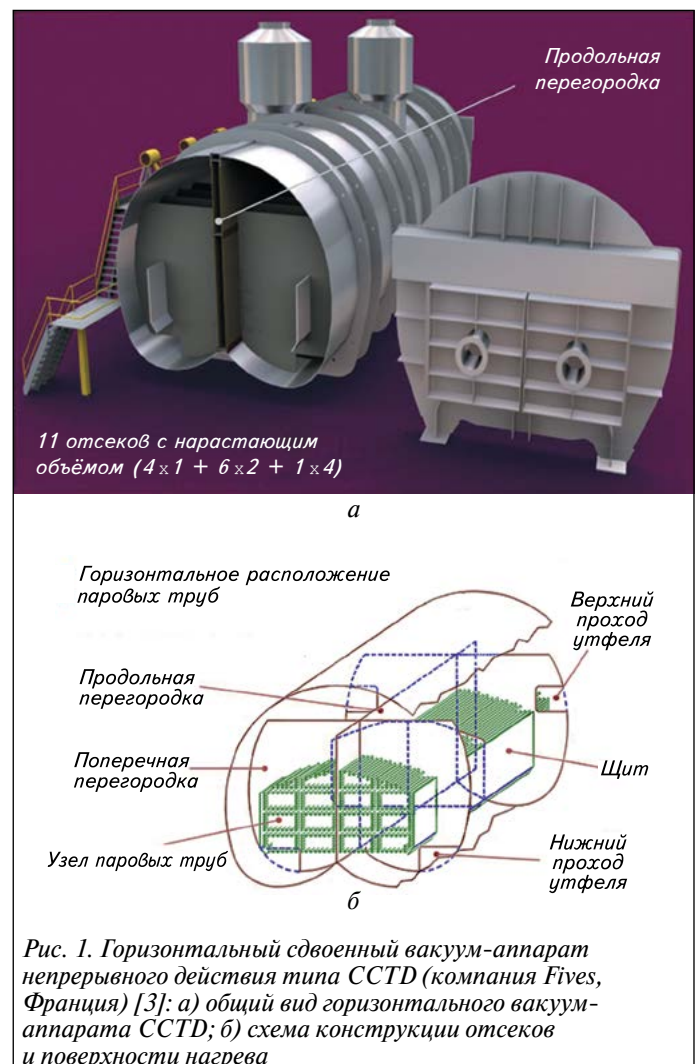 Продольная
перегородка
11 отсеков с нарастающим
объёмом (4 x 1 + 6 x 2 + 1 x 4)
а
Горизонтальное расположение
паровых труб
Верхний
проход
утфеля
Продольная
перегородка
Поперечная
перегородка
Щит
Узел паровых труб
Нижний
проход
утфеля
б
Рис. 1. Горизонтальный сдвоенный вакуум-аппарат
непрерывного действия типа CCTD (компания Fives,
Франция) [3]: а) общий вид горизонтального вакуум-
аппарата CCTD; б) схема конструкции отсеков
и поверхности нагрева